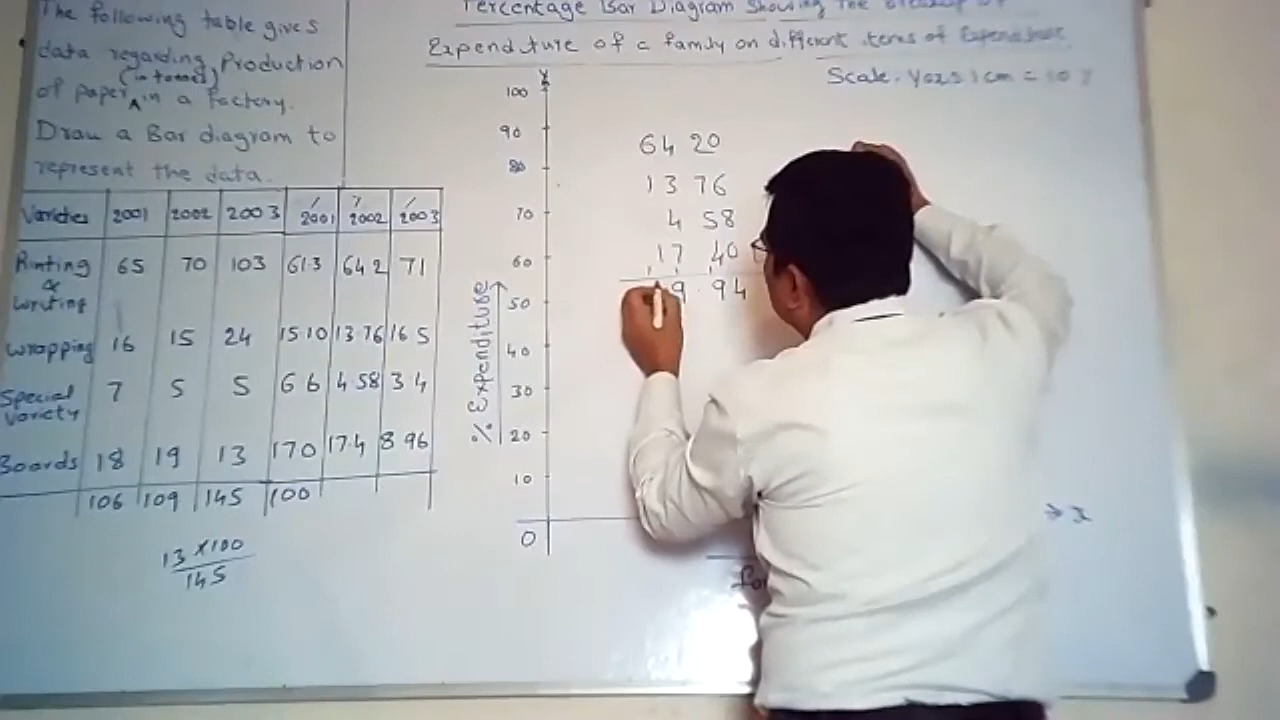 The following table gives
data regarding Production
(in tonnes)
of paper in a factory.
Draw a Bar diagram to
represent the data.
Varieties 2001 2002 2003 % 2001 % 2002 % 2003
Printing & Writing 65 70 103 61.3 64.2 71
Wrapping 16 15 24 15.10 13.76 16.5
Special Variety 7 5 5 6.6 4.58 3.4
Boards 18 19 13 17.0 17.4 8.96
106 109 145 100
13 × 100
145
Percentage Bar Diagram Showing The Breakup of
Expenditure of a family on different items of Expenditure
Scale. Y axis 1 cm = 10
Y
100
90
80
70
60
50
40
30
20
10
0
% Expenditure
64 20
13 76
4 58
17 40
9.94
X